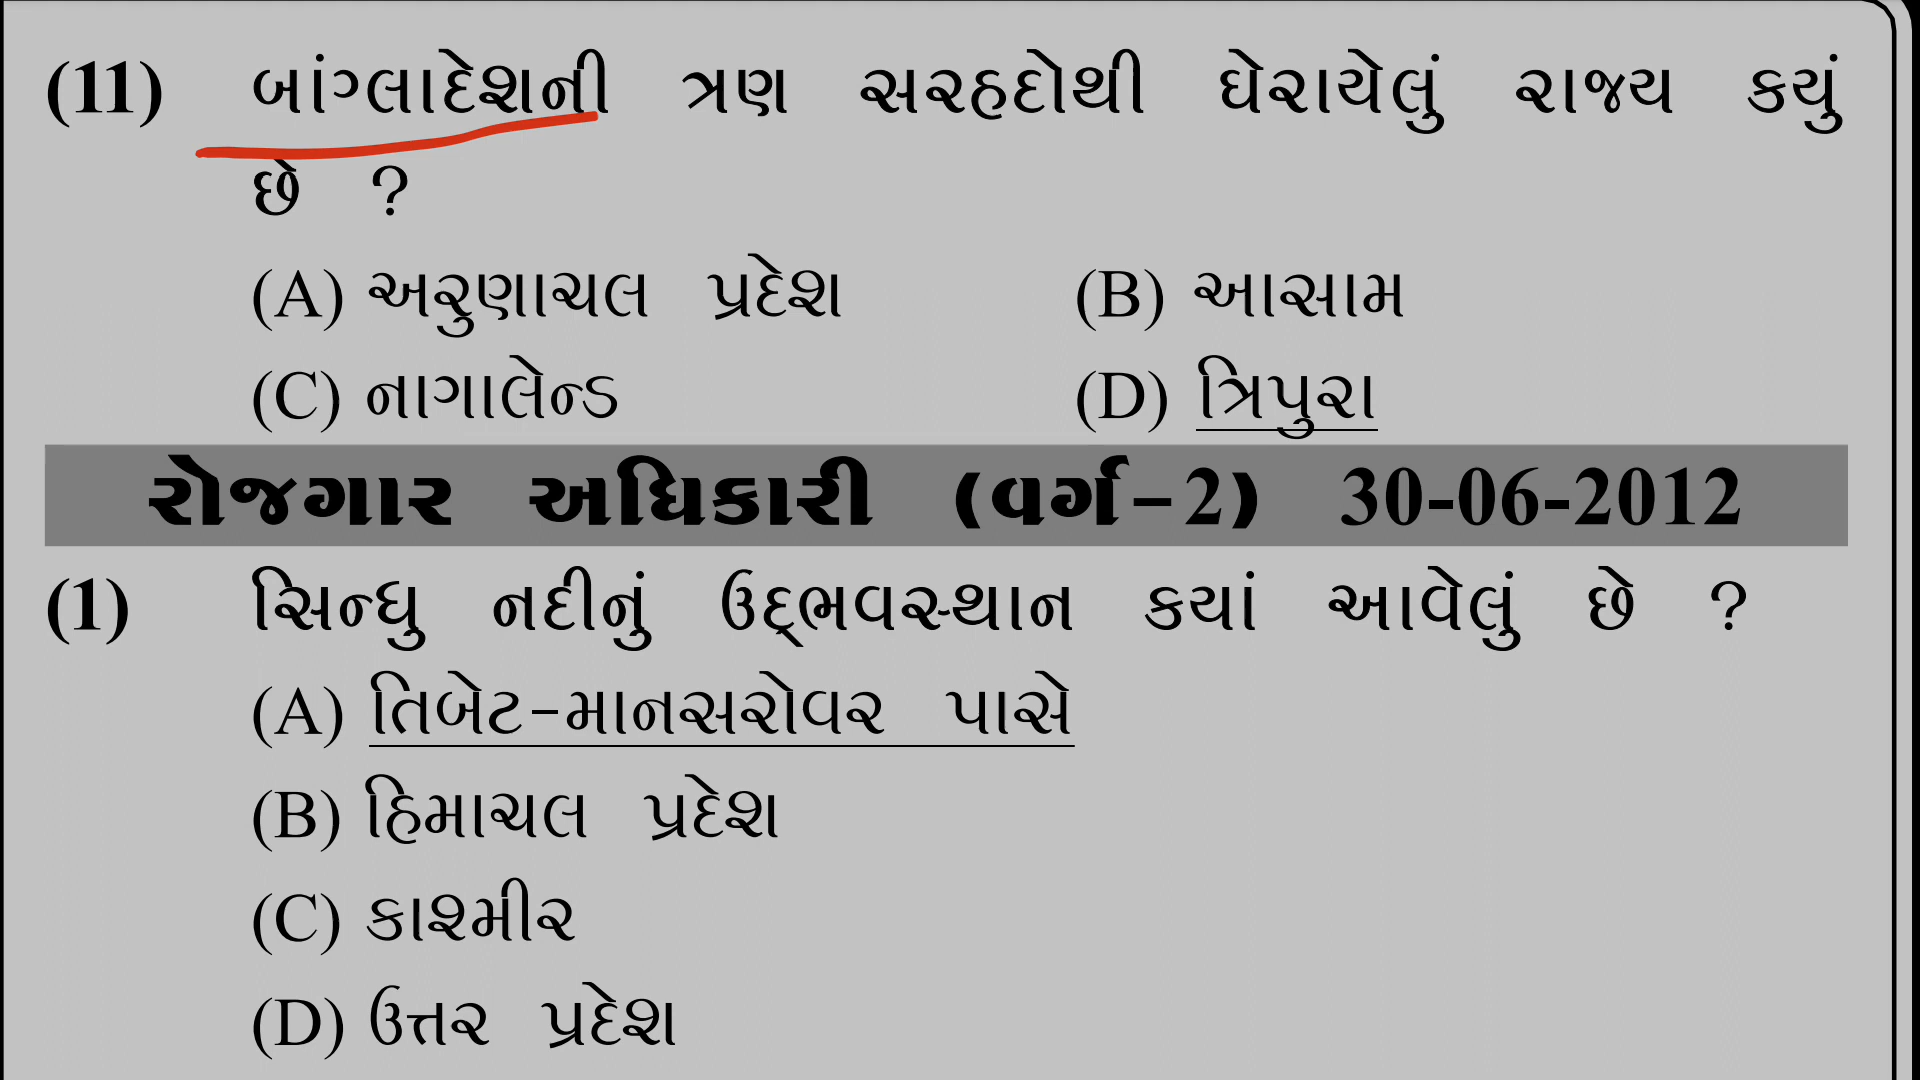 (11) બાંગ્લાદેશની ત્રણ સરહદોથી ઘેરાયેલું રાજ્ય કયું
છે ?
(A) અરુણાચલ પ્રદેશ (B) આસામ
(C) નાગાલેન્ડ (D) ત્રિપુરા
રોજગાર અધિકારી (વર્ગ-2) 30-06-2012
(1) સિન્ધુ નદીનું ઉદ્‌ભવસ્થાન કયાં આવેલું છે ?
(A) તિબેટ-માનસરોવર પાસે
(B) હિમાચલ પ્રદેશ
(C) કાશ્મીર
(D) ઉત્તર પ્રદેશ